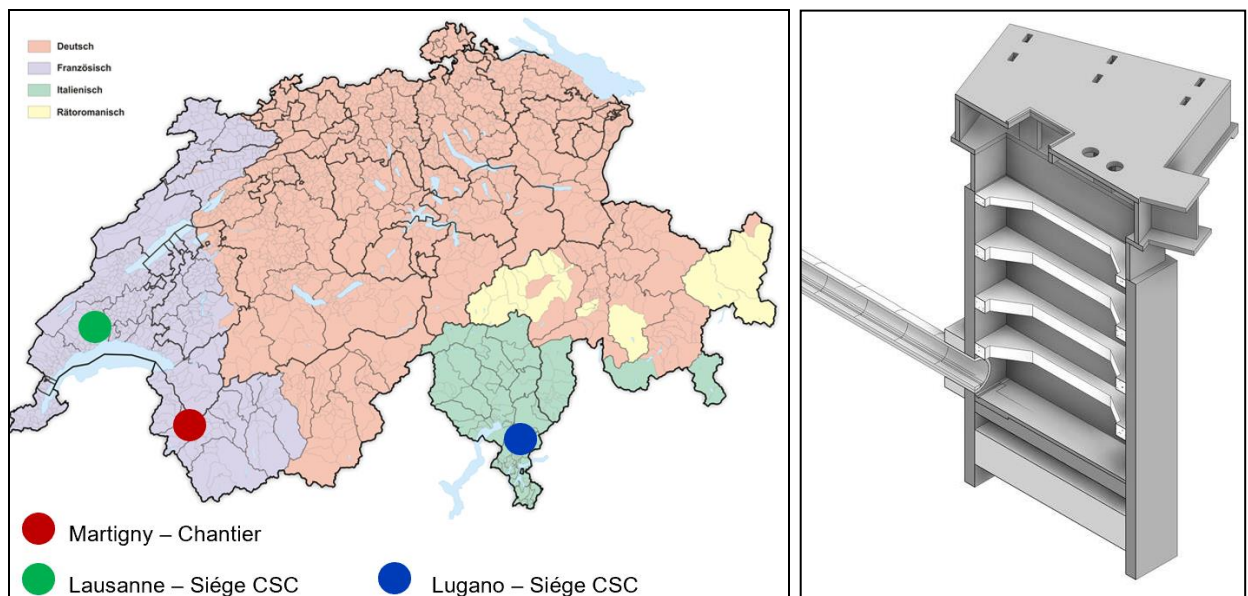 Deutsch
Französisch
Italienisch
Rätoromanisch
Martigny – Chantier
Lausanne – Siége CSC
Lugano – Siége CSC